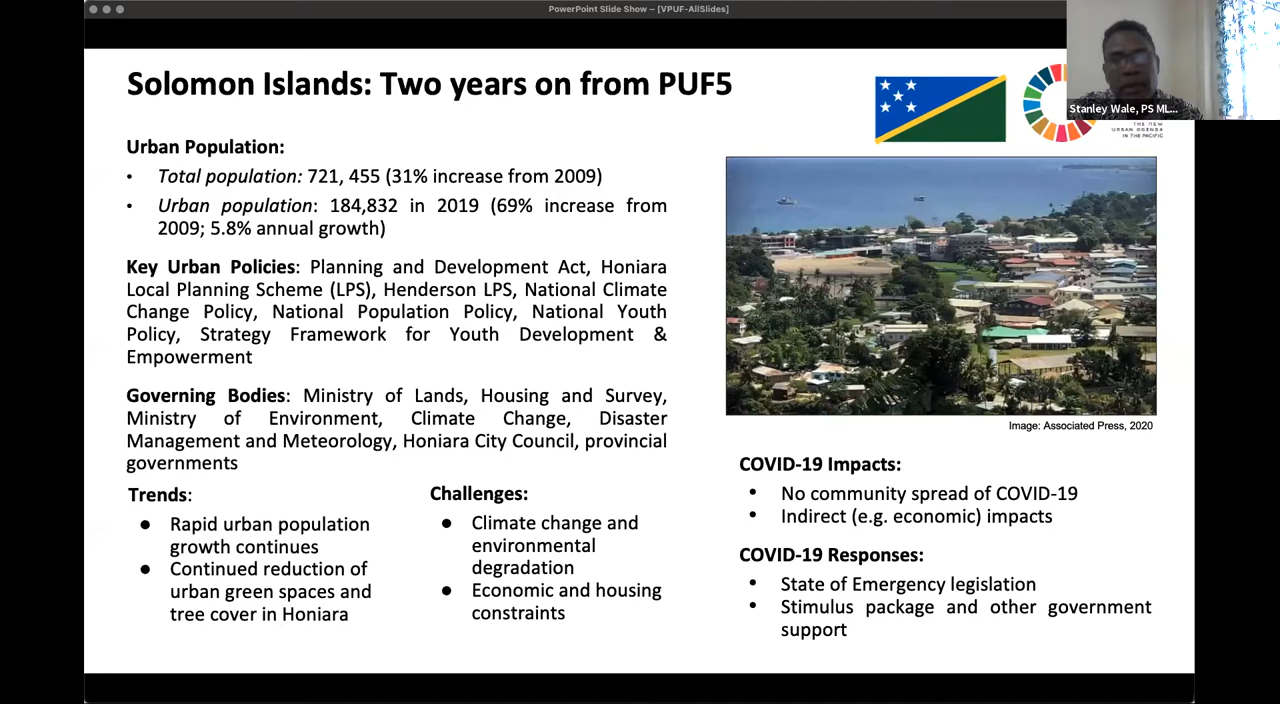 PowerPoint Slide Show – [VPUF-AllSlides]
Solomon Islands: Two years on from PUF5
Stanley Wale, PS ML...
THE NEW
URBAN AGENDA
IN THE PACIFIC
Urban Population:
• Total population: 721, 455 (31% increase from 2009)
• Urban population: 184,832 in 2019 (69% increase from
2009; 5.8% annual growth)
Key Urban Policies: Planning and Development Act, Honiara
Local Planning Scheme (LPS), Henderson LPS, National Climate
Change Policy, National Population Policy, National Youth
Policy, Strategy Framework for Youth Development &
Empowerment
Governing Bodies: Ministry of Lands, Housing and Survey,
Ministry of Environment, Climate Change, Disaster
Management and Meteorology, Honiara City Council, provincial
governments
Trends:
● Rapid urban population
growth continues
● Continued reduction of
urban green spaces and
tree cover in Honiara
Challenges:
● Climate change and
environmental
degradation
● Economic and housing
constraints
Image: Associated Press, 2020
COVID-19 Impacts:
• No community spread of COVID-19
• Indirect (e.g. economic) impacts
COVID-19 Responses:
• State of Emergency legislation
• Stimulus package and other government
support